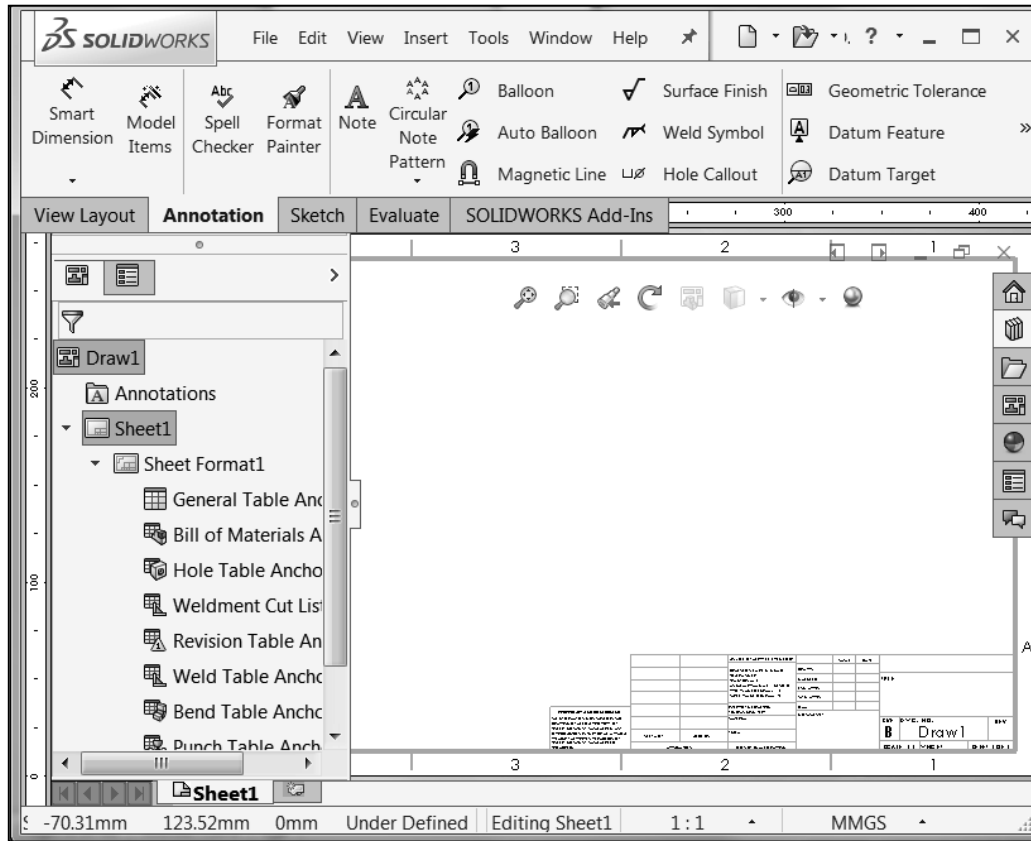 SOLIDWORKS File Edit View Insert Tools Window Help ?
Smart Dimension
Model Items
Abc
Spell Checker
Format Painter
A
Note
Circular Note Pattern
Balloon
Auto Balloon
Magnetic Line
Surface Finish
Weld Symbol
Hole Callout
Geometric Tolerance
Datum Feature
Datum Target
View Layout Annotation Sketch Evaluate SOLIDWORKS Add-Ins 300 400
3 2 1
Draw1
Annotations
Sheet1
Sheet Format1
General Table Anc
Bill of Materials A
Hole Table Ancho
Weldment Cut Lis
Revision Table An
Weld Table Ancho
Bend Table Ancho
Punch Table Anch
200
100
0
A
DWG. NO.
B Draw1
3 2 1
Sheet1
-70.31mm 123.52mm 0mm Under Defined Editing Sheet1 1:1 MMGS